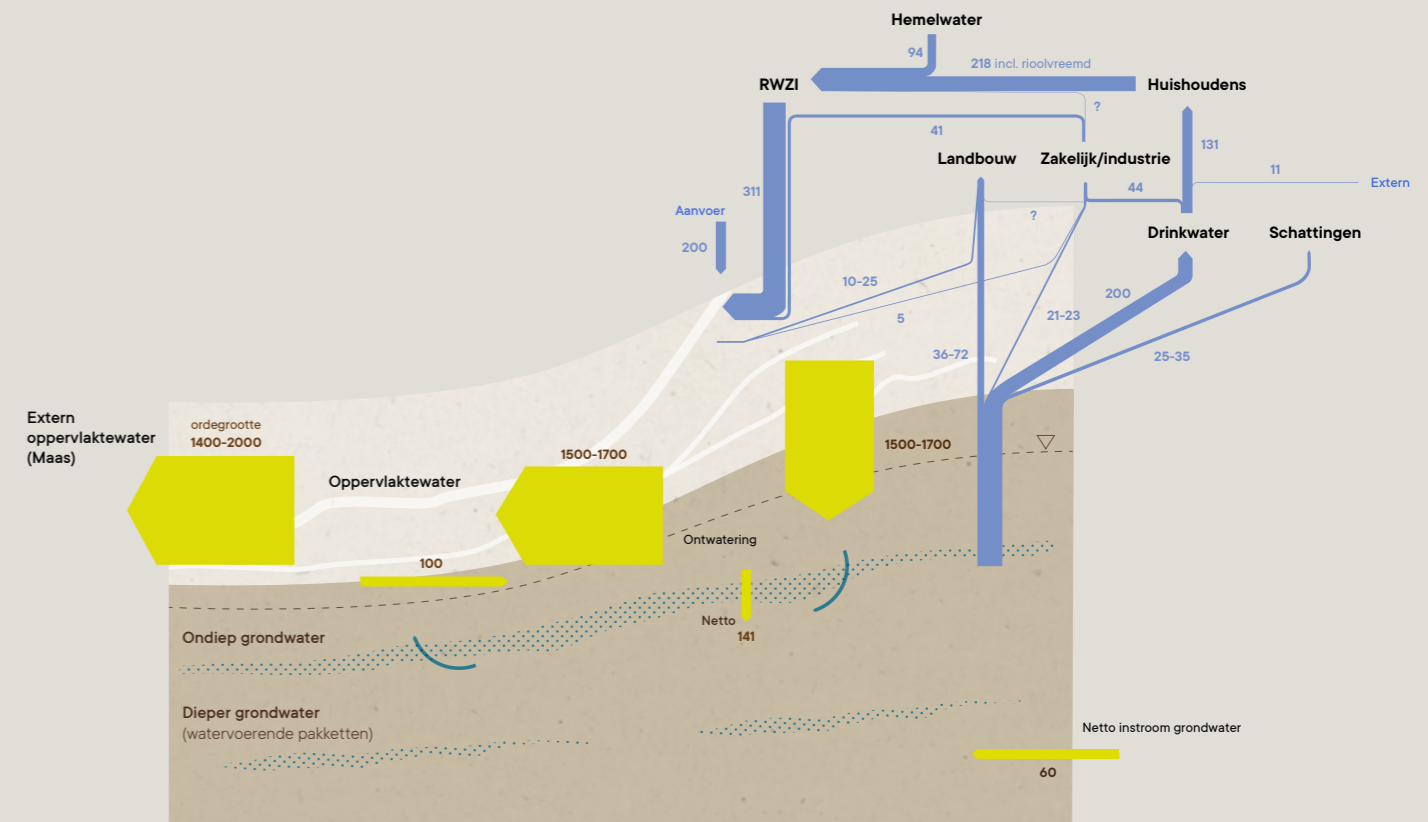 Hemelwater
94
218 incl. rioolvreemd
RWZI
Huishoudens
?
41
131
Landbouw
Zakelijk/industrie
11
Extern
44
311
Aanvoer
?
200
Drinkwater
Schattingen
10-25
200
5
21-23
36-72
25-35
Extern
oppervlaktewater
(Maas)
ordegrootte
1400-2000
1500-1700
1500-1700
Oppervlaktewater
Ontwatering
100
Netto
141
Ondiep grondwater
Dieper grondwater
(watervoerende pakketten)
Netto instroom grondwater
60